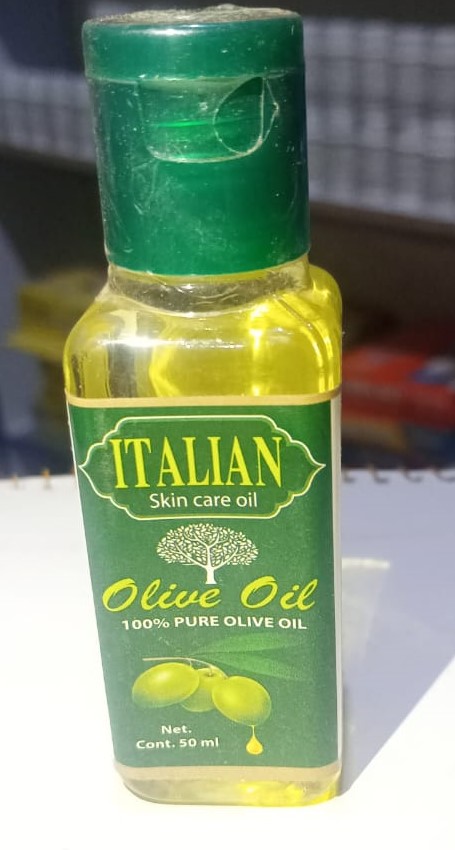 ITALIAN
Skin care oil
Olive Oil
100% PURE OLIVE OIL
Net.
Cont. 50 ml